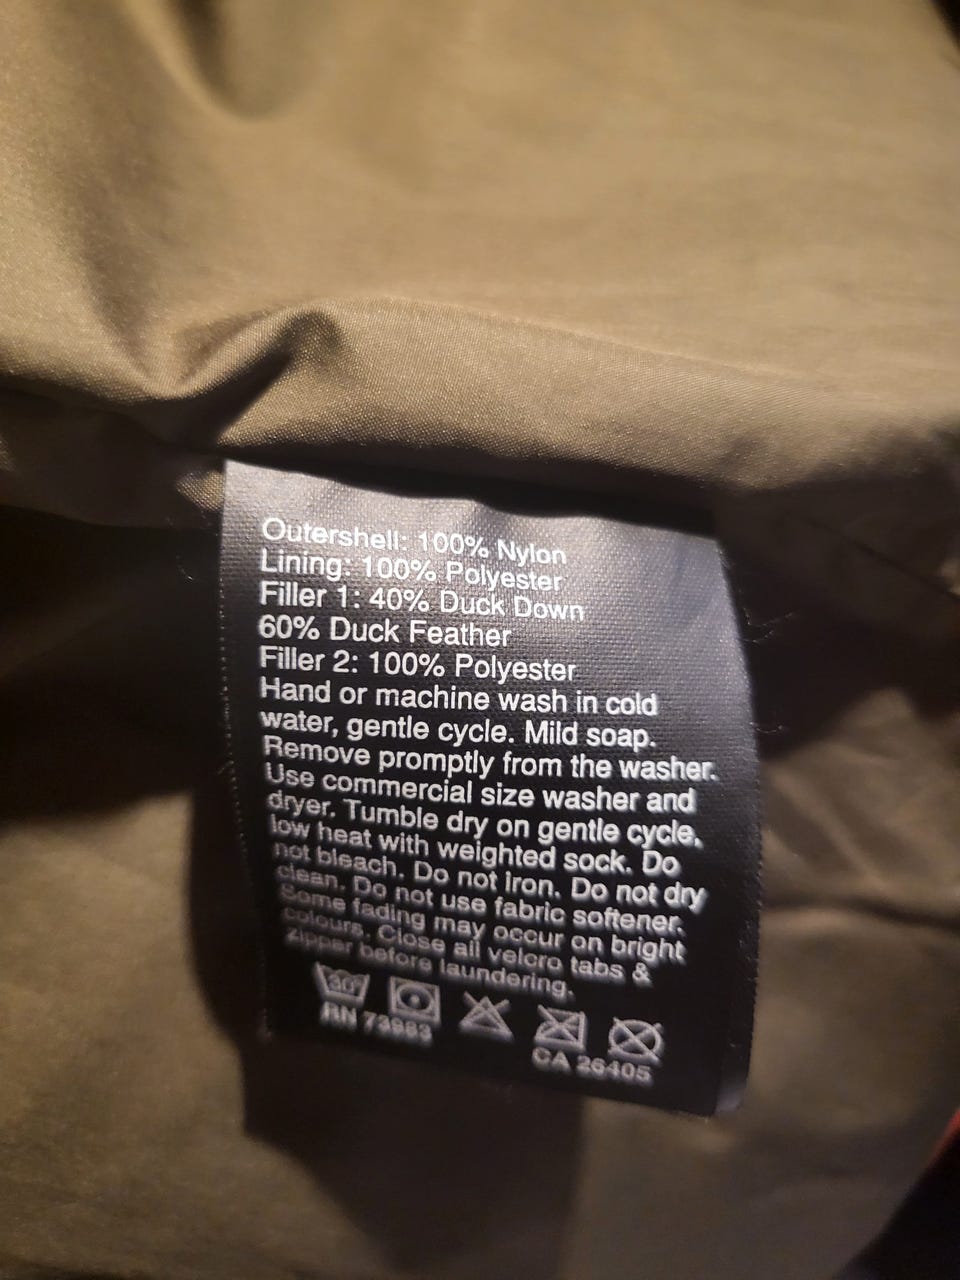 Outershell: 100% Nylon
Lining: 100% Polyester
Filler 1: 40% Duck Down
60% Duck Feather
Filler 2: 100% Polyester
Hand or machine wash in cold
water, gentle cycle. Mild soap.
Remove promptly from the washer.
Use commercial size washer and
dryer. Tumble dry on gentle cycle,
low heat with weighted sock. Do
not bleach. Do not iron. Do not dry
clean. Do not use fabric softener.
Some fading may occur on bright
colours. Close all velcro tabs &
zipper before laundering.
30°
RN 73983
CA 26405